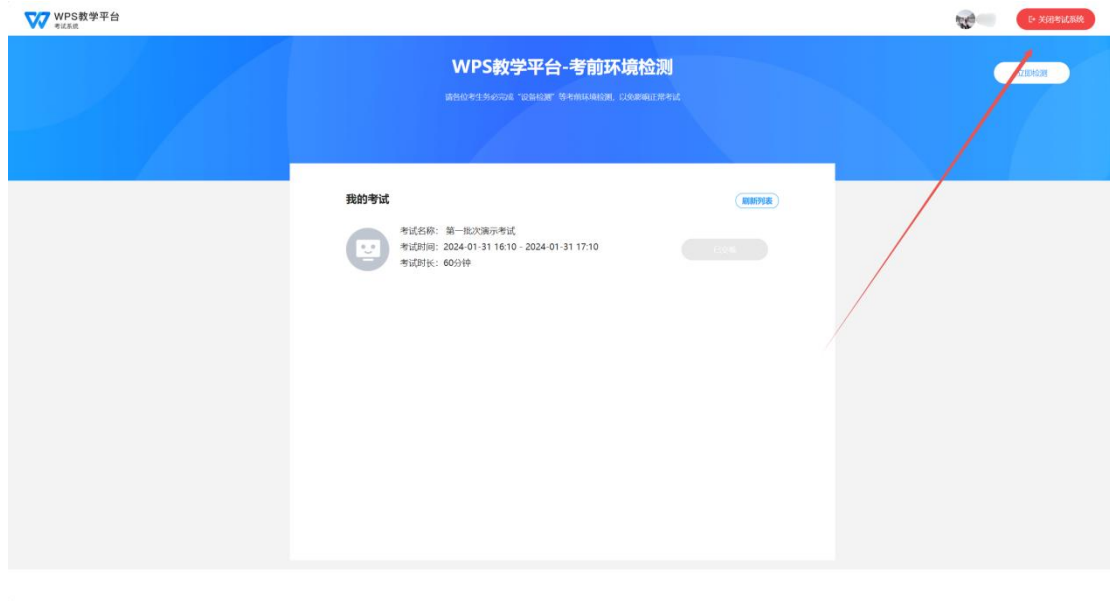 WPS教学平台
考试系统
关闭考试系统
WPS教学平台-考前环境检测
立即检测
请各位考生务必完成“设备检测”等考前环境检测，以免影响正常考试
我的考试
刷新列表
考试名称： 第一批次演示考试
考试时间：2024-01-31 16:10 - 2024-01-31 17:10
考试时长：60分钟